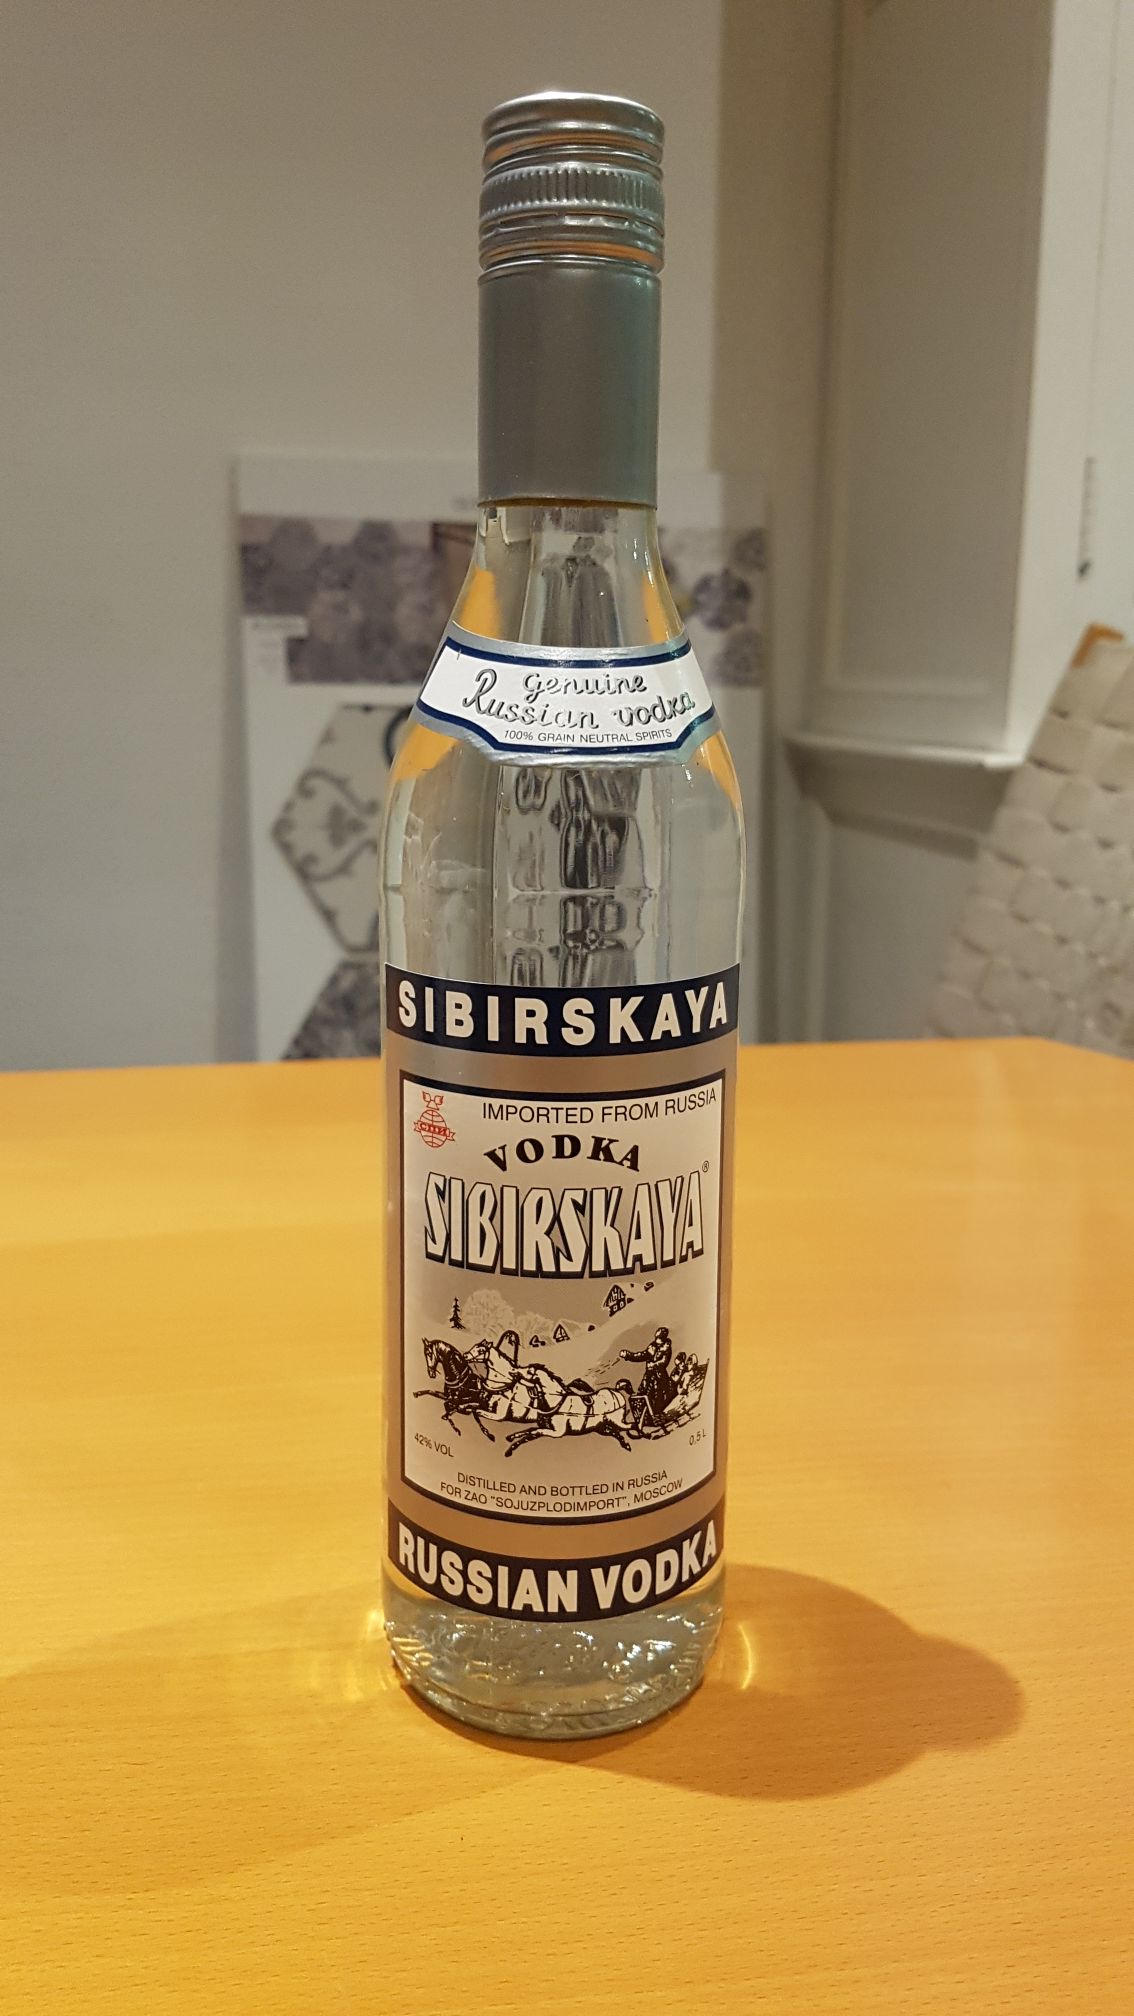 Genuine
Russian vodka
100% GRAIN NEUTRAL SPIRITS
SIBIRSKAYA
IMPORTED FROM RUSSIA
VODKA
SIBIRSKAYA®
42% VOL
0,5 L
DISTILLED AND BOTTLED IN RUSSIA
FOR ZAO "SOJUZPLODIMPORT", MOSCOW
RUSSIAN VODKA